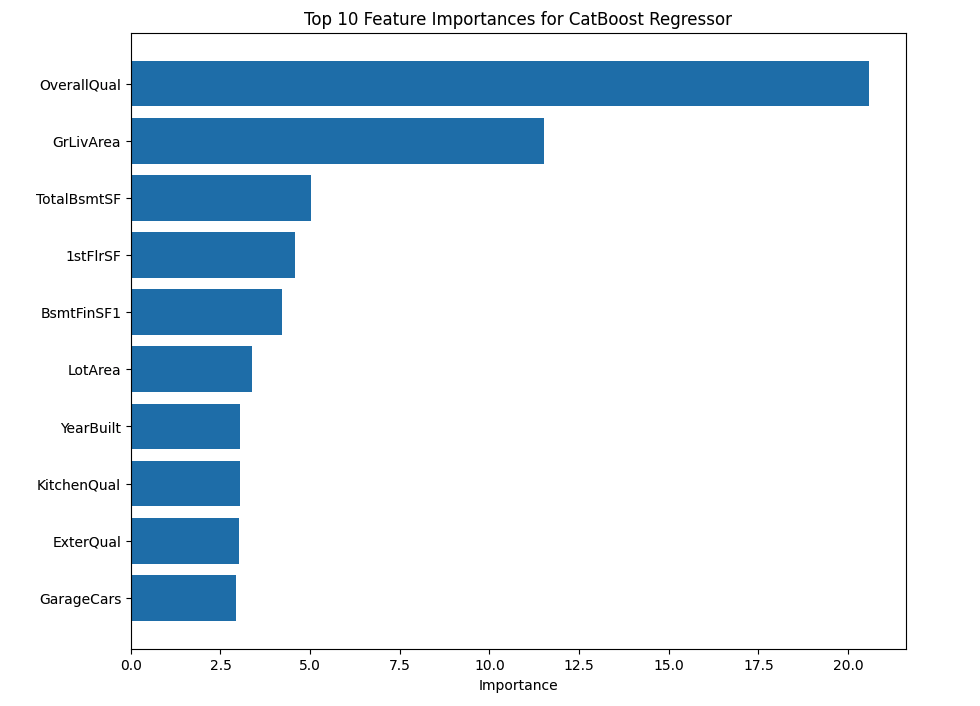 Top 10 Feature Importances for CatBoost Regressor
OverallQual
GrLivArea
TotalBsmtSF
1stFlrSF
BsmtFinSF1
LotArea
YearBuilt
KitchenQual
ExterQual
GarageCars
0.0 2.5 5.0 7.5 10.0 12.5 15.0 17.5 20.0
Importance